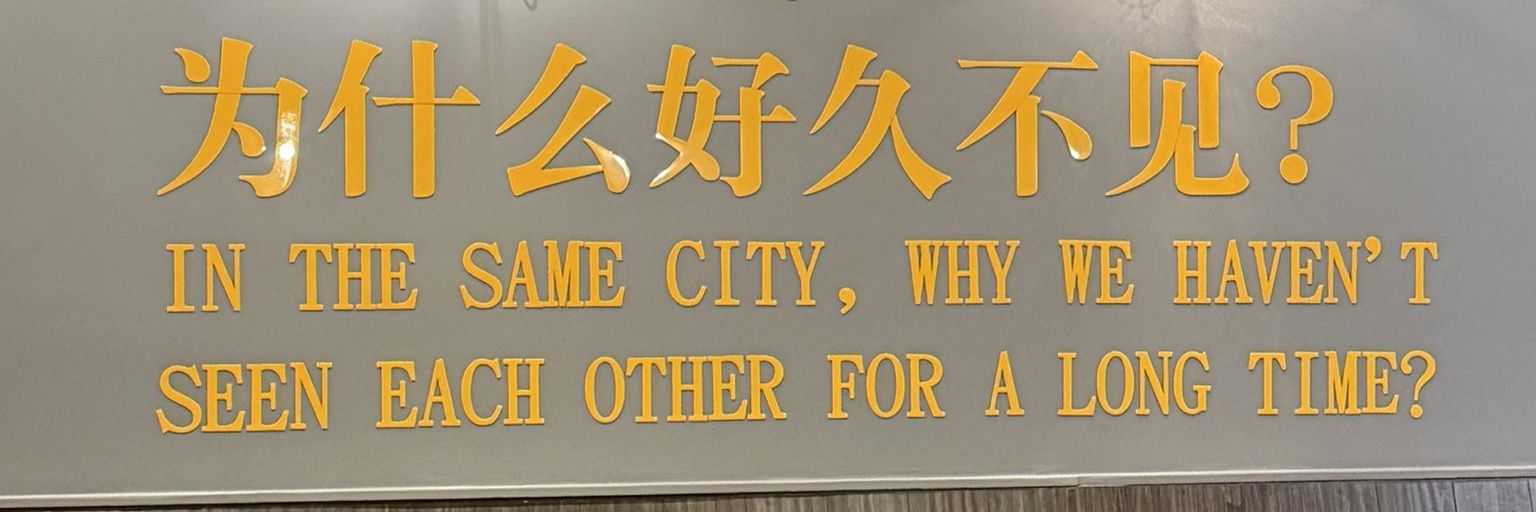 为什么好久不见?
IN THE SAME CITY, WHY WE HAVEN'T
SEEN EACH OTHER FOR A LONG TIME?